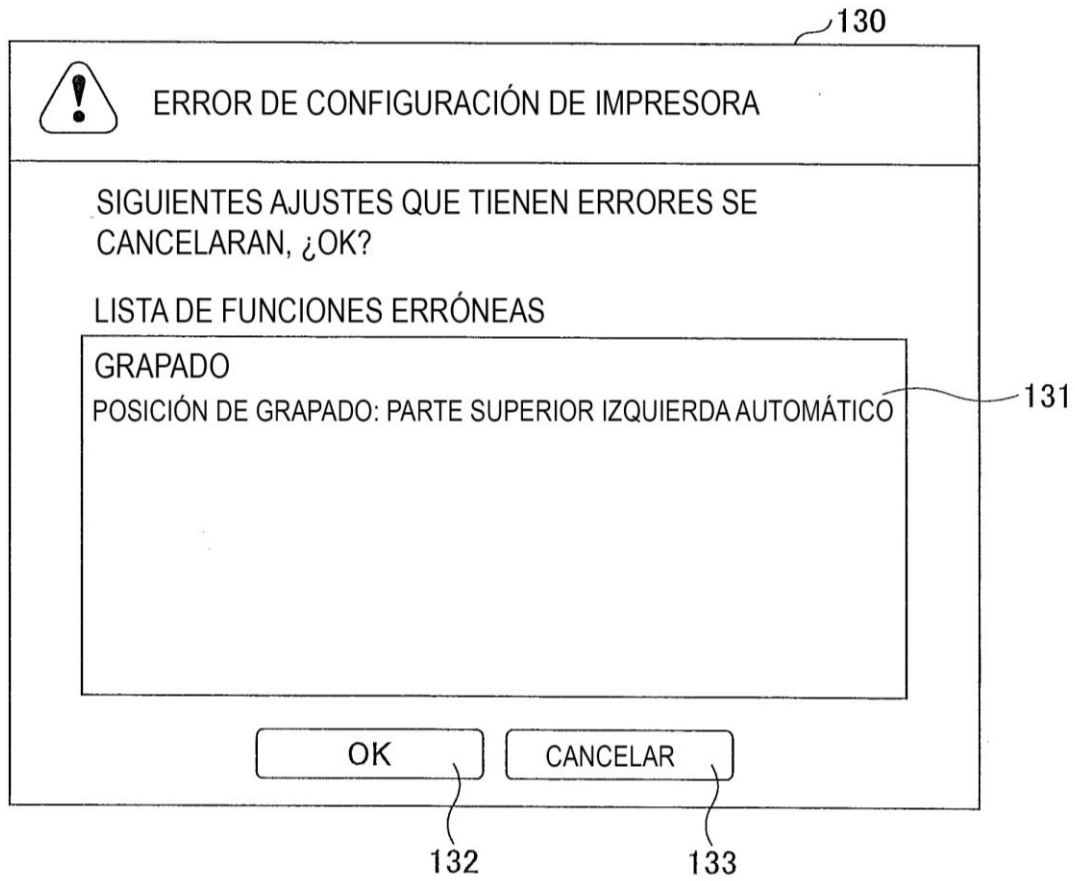 130
ERROR DE CONFIGURACIÓN DE IMPRESORA
SIGUIENTES AJUSTES QUE TIENEN ERRORES SE
CANCELARAN, ¿OK?
LISTA DE FUNCIONES ERRÓNEAS
GRAPADO
POSICIÓN DE GRAPADO: PARTE SUPERIOR IZQUIERDA AUTOMÁTICO
131
OK
CANCELAR
132
133